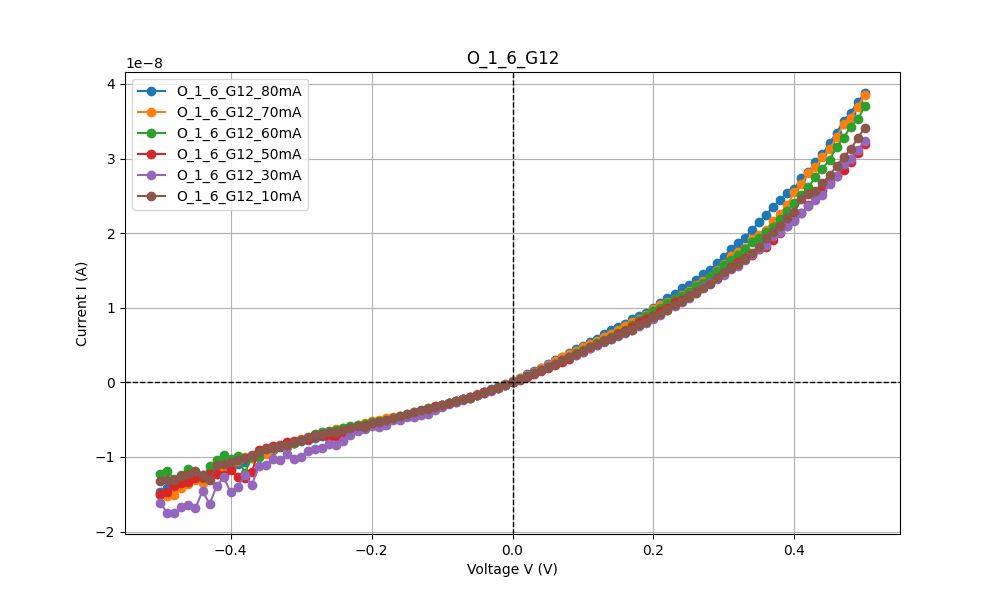 O_1_6_G12
1e−8
4
3
2
1
0
−1
−2
Current I (A)
O_1_6_G12_80mA
O_1_6_G12_70mA
O_1_6_G12_60mA
O_1_6_G12_50mA
O_1_6_G12_30mA
O_1_6_G12_10mA
−0.4 −0.2 0.0 0.2 0.4
Voltage V (V)